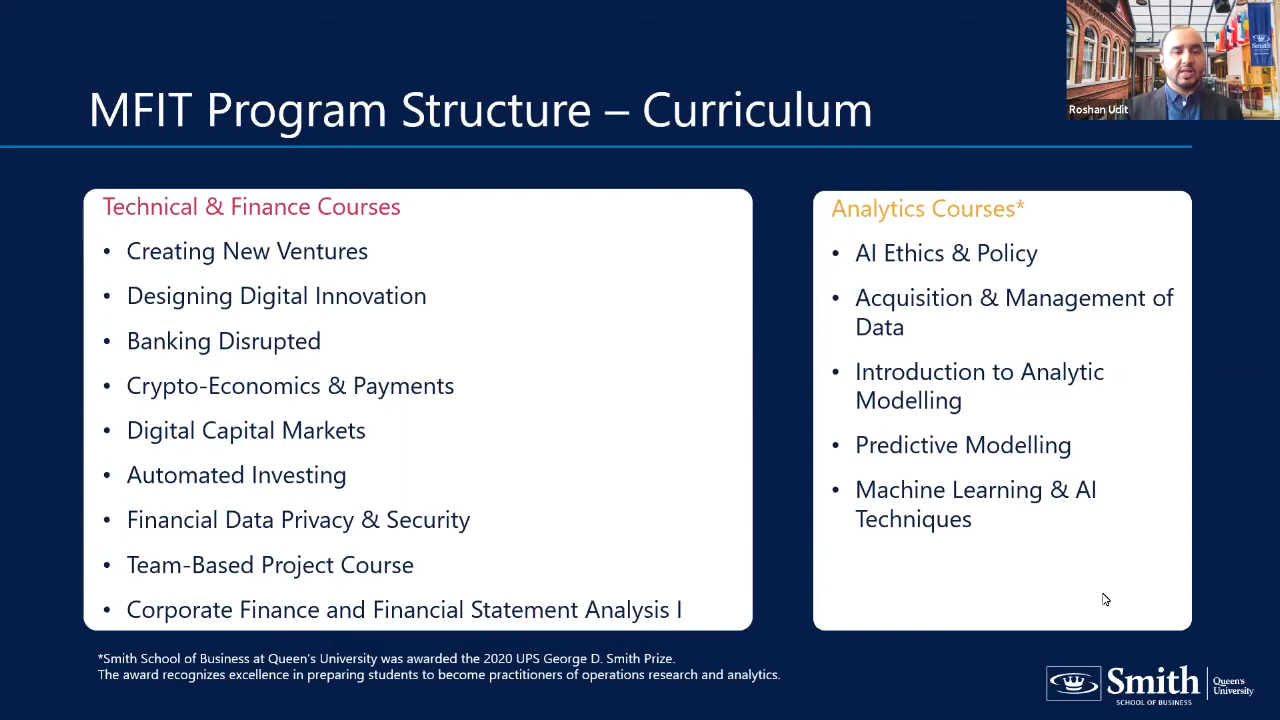 MFIT Program Structure – Curriculum
Roshan Udit
Smith
Technical & Finance Courses
• Creating New Ventures
• Designing Digital Innovation
• Banking Disrupted
• Crypto-Economics & Payments
• Digital Capital Markets
• Automated Investing
• Financial Data Privacy & Security
• Team-Based Project Course
• Corporate Finance and Financial Statement Analysis I
Analytics Courses*
• AI Ethics & Policy
• Acquisition & Management of
Data
• Introduction to Analytic
Modelling
• Predictive Modelling
• Machine Learning & AI
Techniques
*Smith School of Business at Queen's University was awarded the 2020 UPS George D. Smith Prize.
The award recognizes excellence in preparing students to become practitioners of operations research and analytics.
Smith
SCHOOL OF BUSINESS
Queen's
University